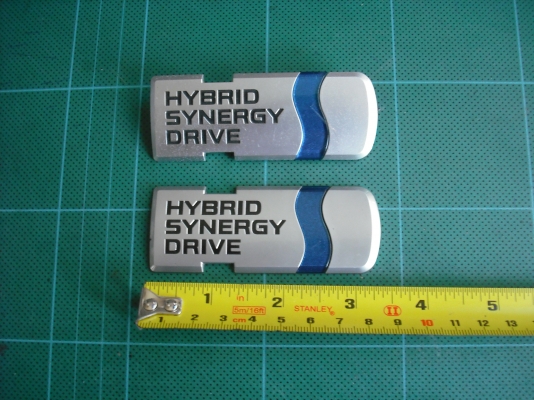 HYBRID
SYNERGY
DRIVE
HYBRID
SYNERGY
DRIVE
1 in 2 3 II 4 5
5m/16ft STANLEY®
1 2 3 cm 4 5 6 7 8 9 10 11 12 13